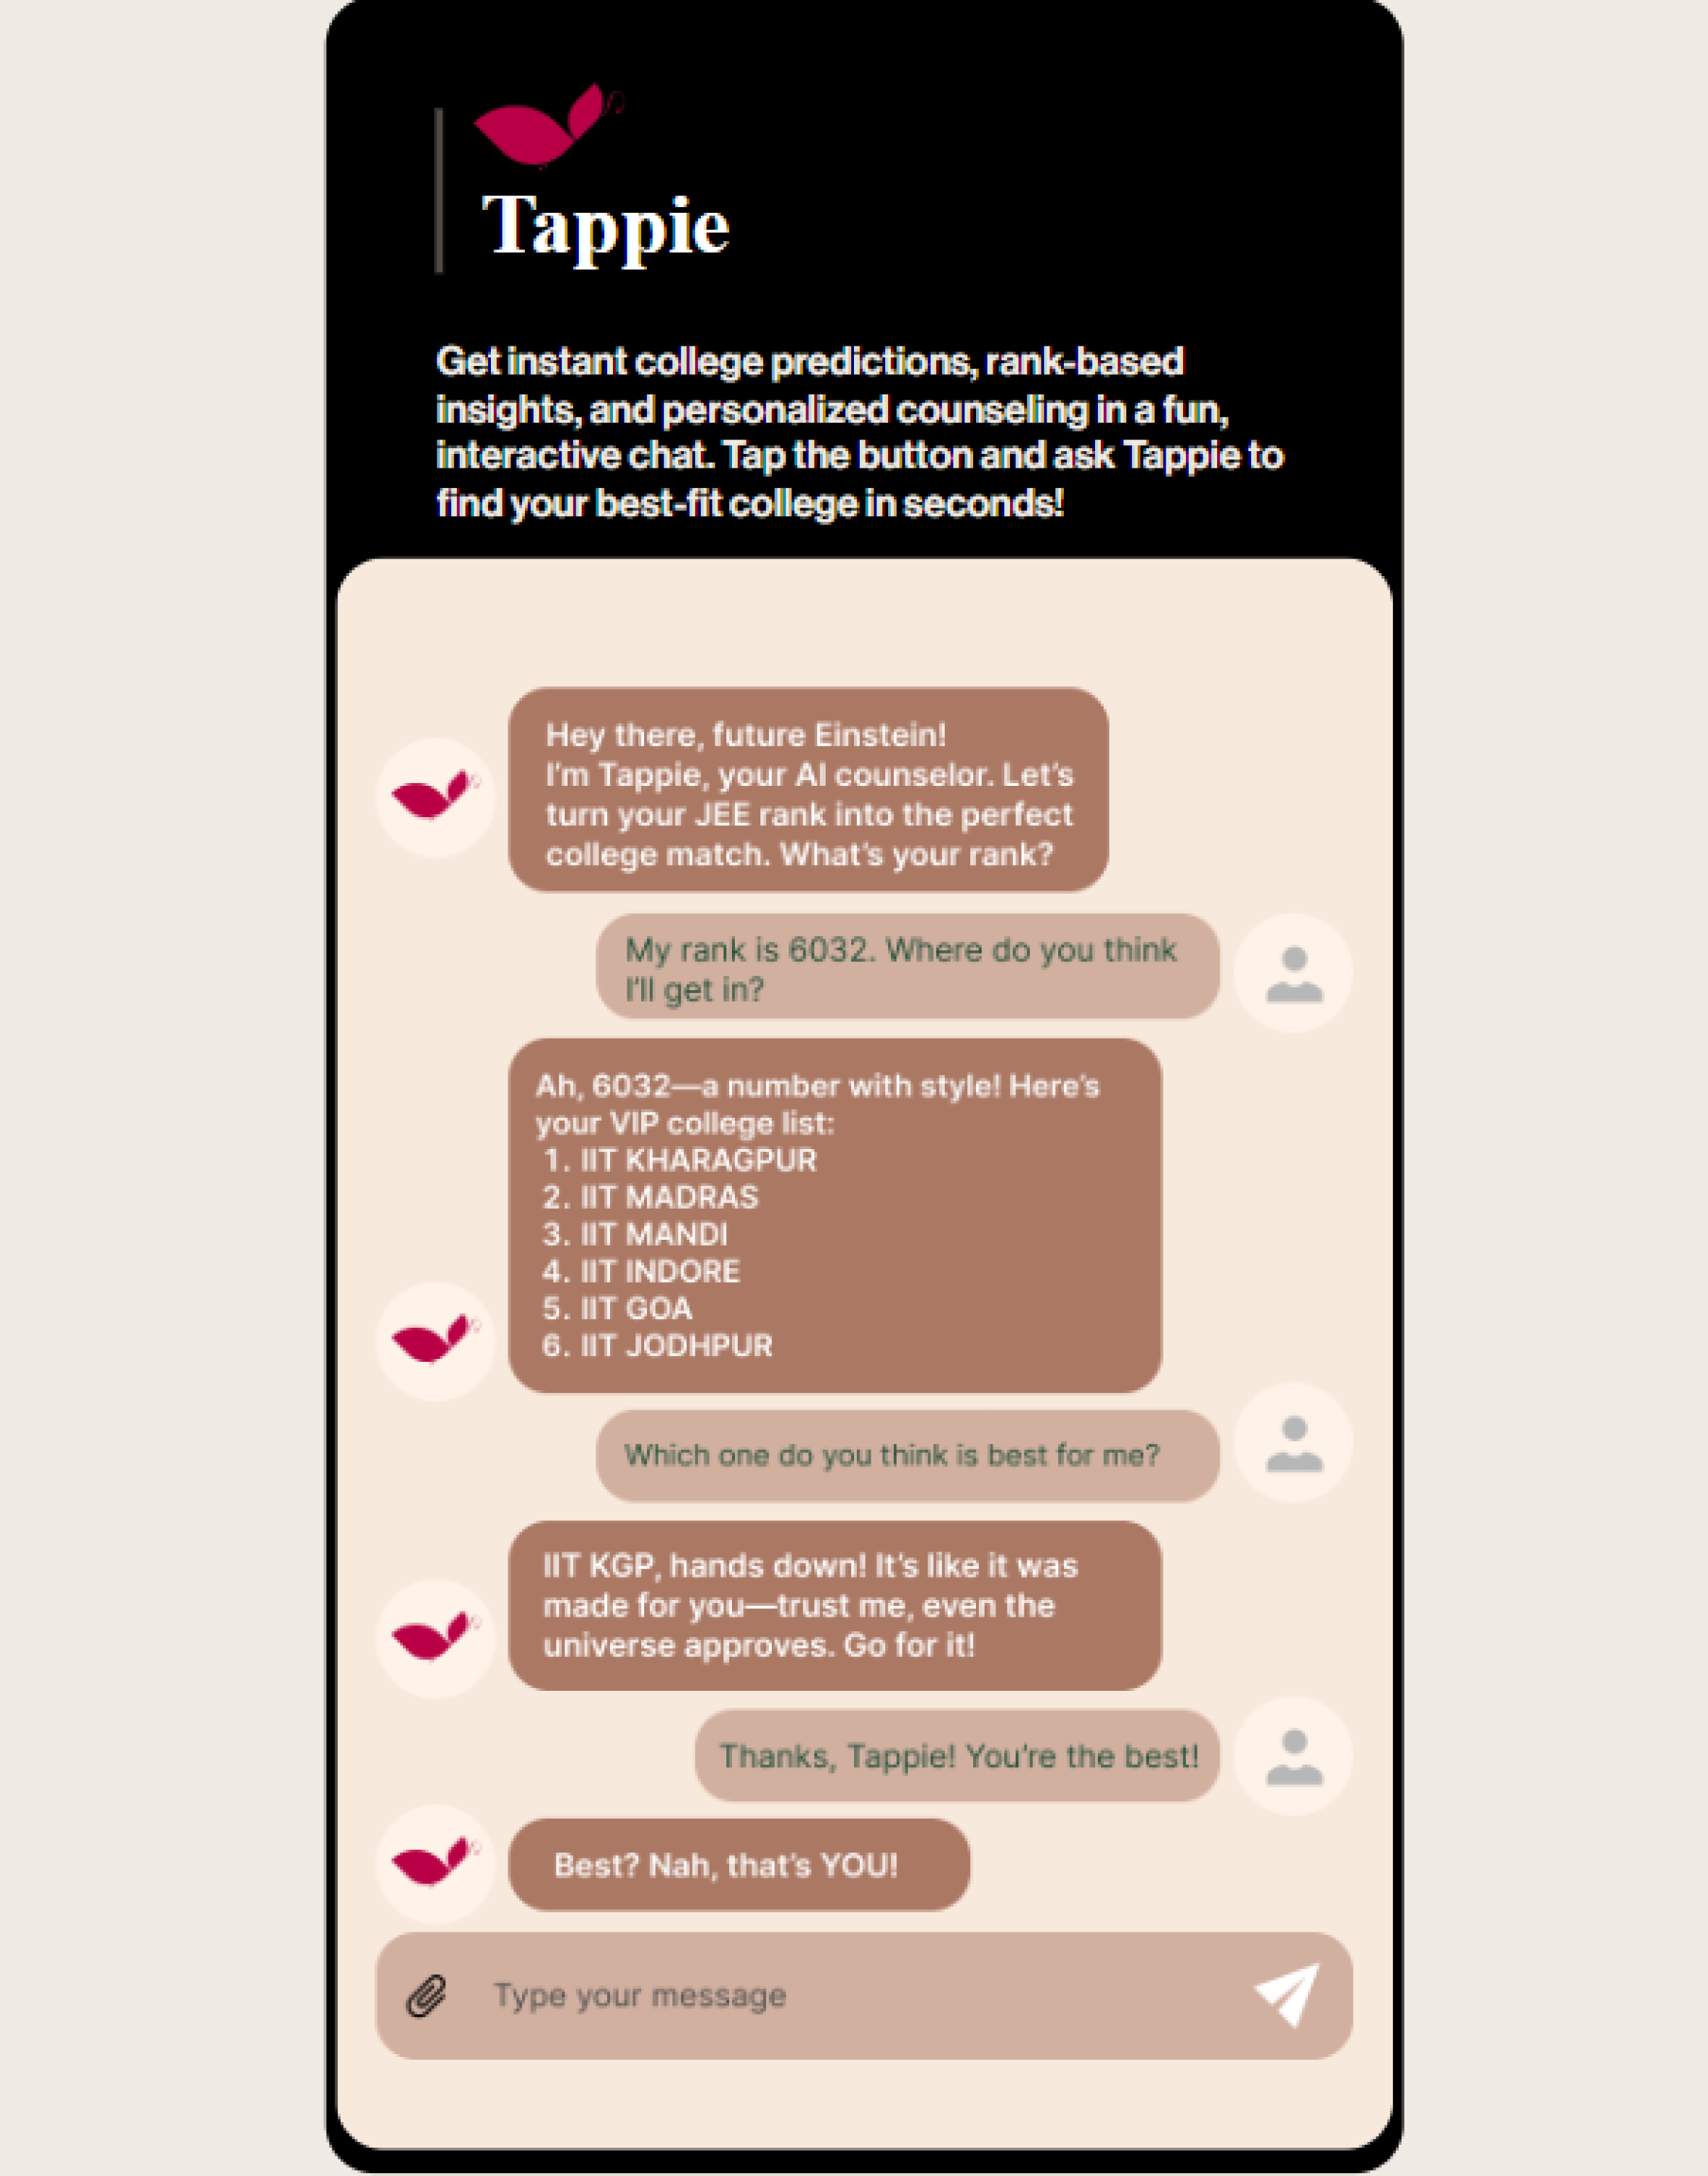 Tappie
Get instant college predictions, rank-based
insights, and personalized counseling in a fun,
interactive chat. Tap the button and ask Tappie to
find your best-fit college in seconds!
Hey there, future Einstein!
I'm Tappie, your AI counselor. Let's
turn your JEE rank into the perfect
college match. What's your rank?
My rank is 6032. Where do you think
I'll get in?
Ah, 6032—a number with style! Here's
your VIP college list:
1. IIT KHARAGPUR
2. IIT MADRAS
3. IIT MANDI
4. IIT INDORE
5. IIT GOA
6. IIT JODHPUR
Which one do you think is best for me?
IIT KGP, hands down! It's like it was
made for you—trust me, even the
universe approves. Go for it!
Thanks, Tappie! You're the best!
Best? Nah, that's YOU!
Type your message